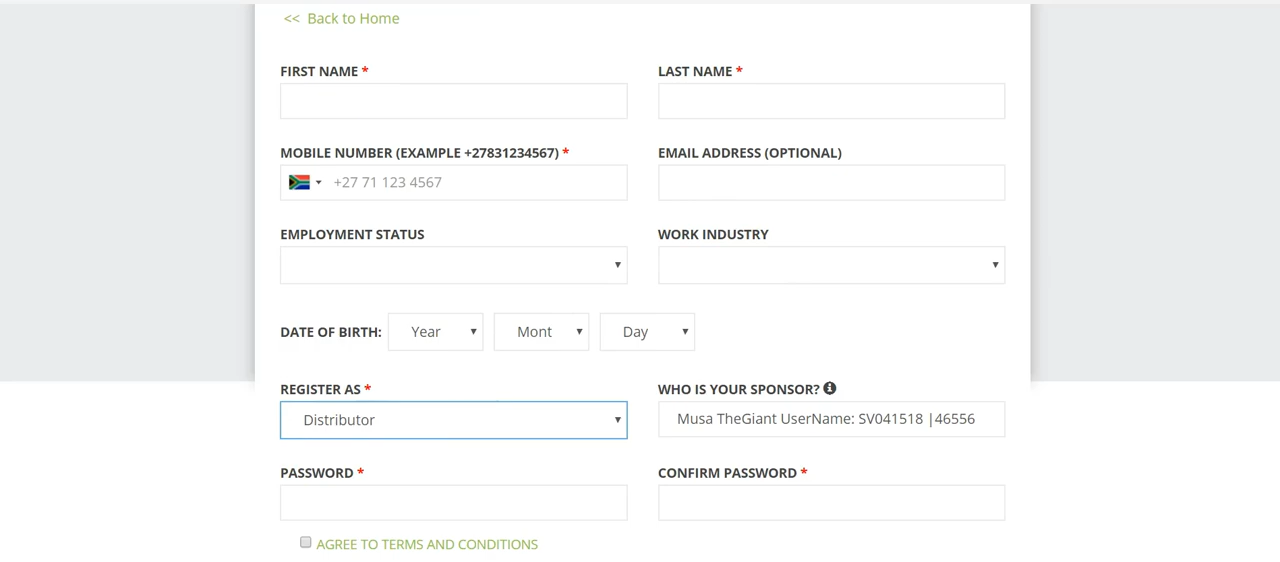 << Back to Home
FIRST NAME *
LAST NAME *
MOBILE NUMBER (EXAMPLE +27831234567) *
EMAIL ADDRESS (OPTIONAL)
+27 71 123 4567
EMPLOYMENT STATUS
WORK INDUSTRY
DATE OF BIRTH: Year Mont Day
REGISTER AS *
WHO IS YOUR SPONSOR?
Distributor
Musa TheGiant UserName: SV041518 |46556
PASSWORD *
CONFIRM PASSWORD *
AGREE TO TERMS AND CONDITIONS